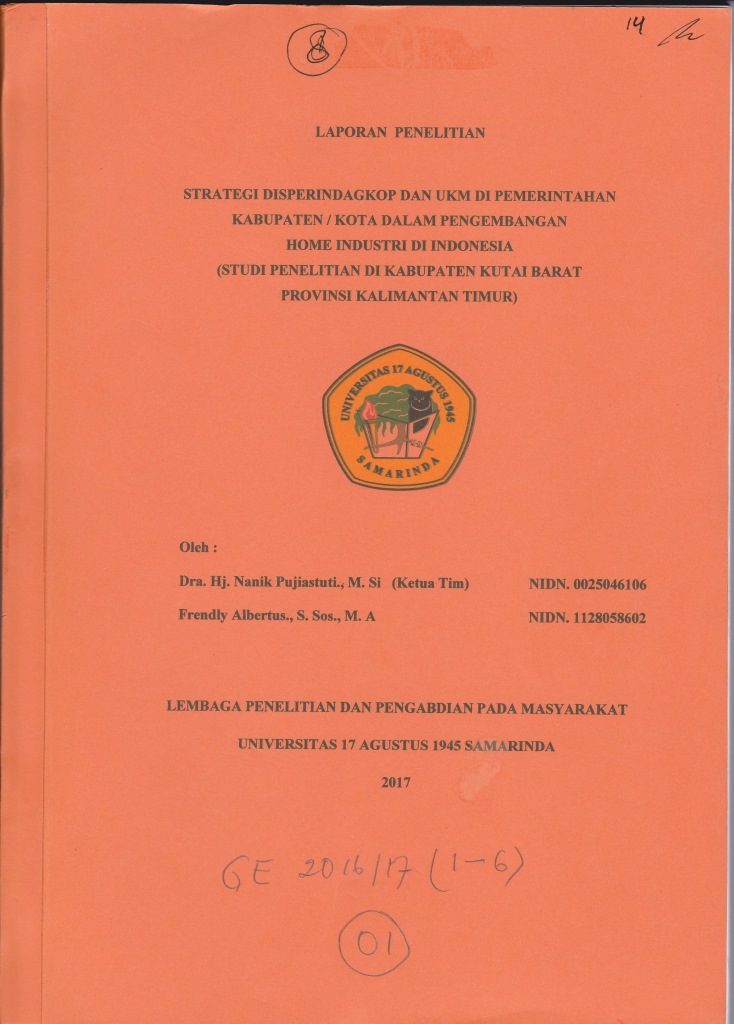 8
14
LAPORAN PENELITIAN
STRATEGI DISPERINDAGKOP DAN UKM DI PEMERINTAHAN
KABUPATEN / KOTA DALAM PENGEMBANGAN
HOME INDUSTRI DI INDONESIA
(STUDI PENELITIAN DI KABUPATEN KUTAI BARAT
PROVINSI KALIMANTAN TIMUR)
UNIVERSITAS 17 AGUSTUS 1945
SAMARINDA
Oleh :
Dra. Hj. Nanik Pujiastuti., M. Si (Ketua Tim) NIDN. 0025046106
Frendly Albertus., S. Sos., M. A NIDN. 1128058602
LEMBAGA PENELITIAN DAN PENGABDIAN PADA MASYARAKAT
UNIVERSITAS 17 AGUSTUS 1945 SAMARINDA
2017
GE 2016/17 (1-6)
01